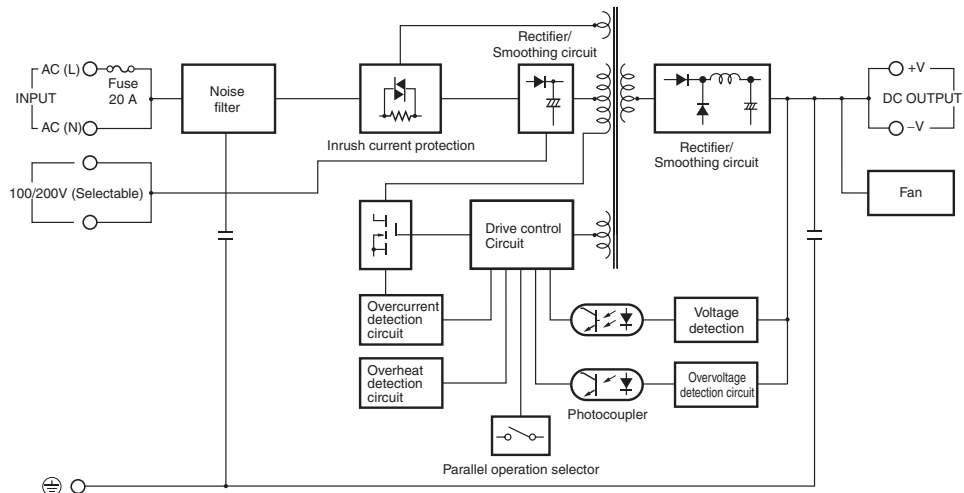 AC (L)
Fuse
20 A
INPUT
AC (N)
100/200V (Selectable)
Noise
filter
Inrush current protection
Rectifier/
Smoothing circuit
Rectifier/
Smoothing circuit
+V
DC OUTPUT
−V
Fan
Drive control
Circuit
Overcurrent
detection
circuit
Overheat
detection
circuit
Voltage
detection
Overvoltage
detection circuit
Photocoupler
Parallel operation selector